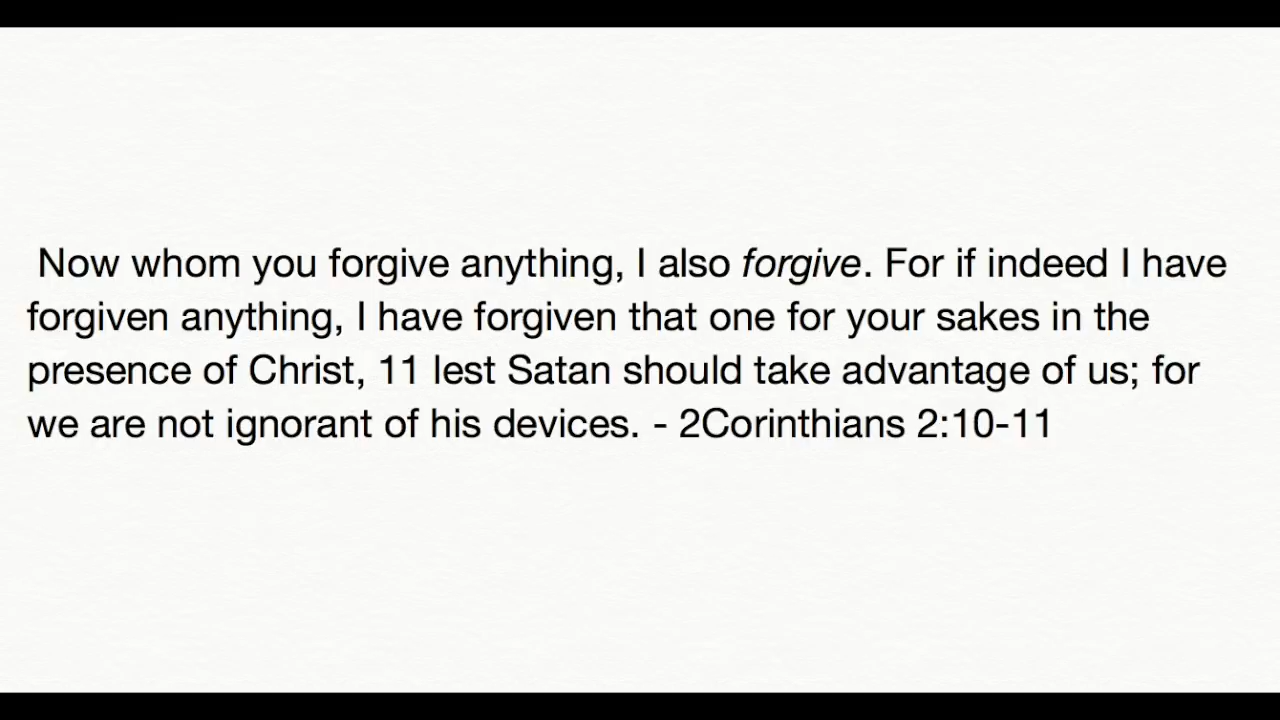 Now whom you forgive anything, I also forgive. For if indeed I have
forgiven anything, I have forgiven that one for your sakes in the
presence of Christ, 11 lest Satan should take advantage of us; for
we are not ignorant of his devices. - 2Corinthians 2:10-11